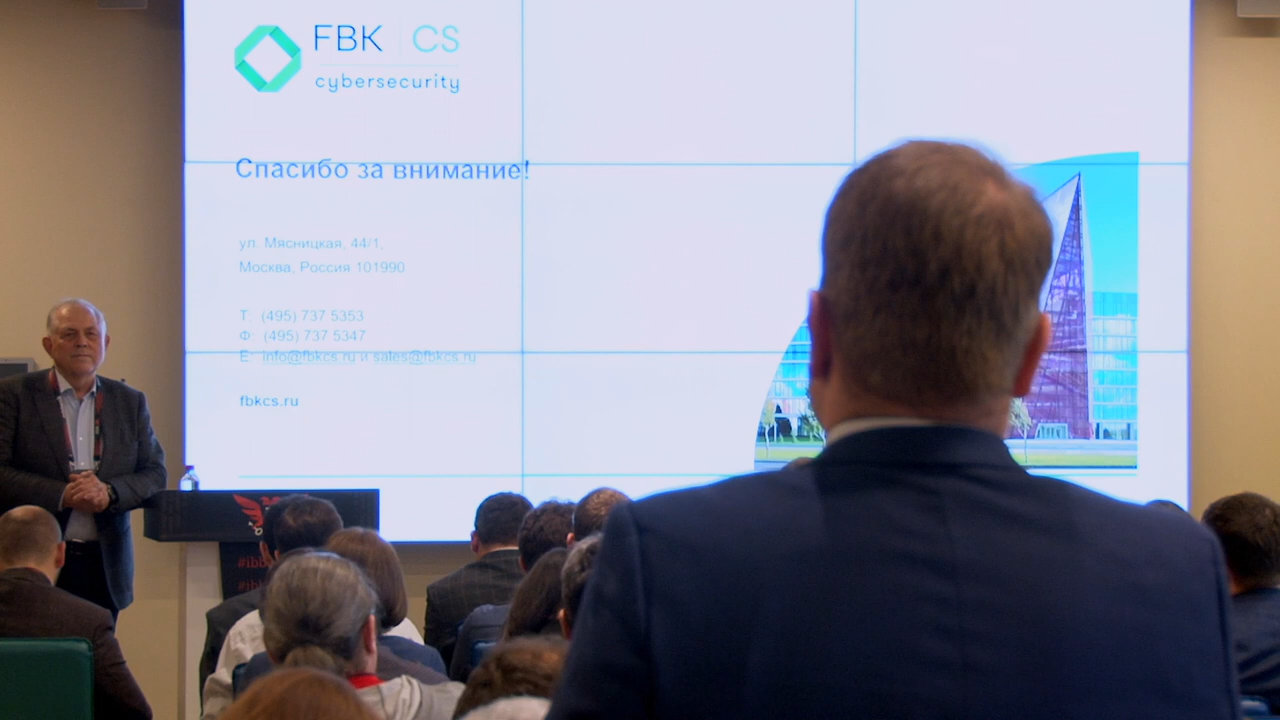 FBK CS
cybersecurity
Спасибо за внимание!
ул. Мясницкая, 44/1,
Москва, Россия 101990
Т: (495) 737 5353
Ф: (495) 737 5347
E: info@fbkcs.ru и sales@fbkcs.ru
fbkcs.ru